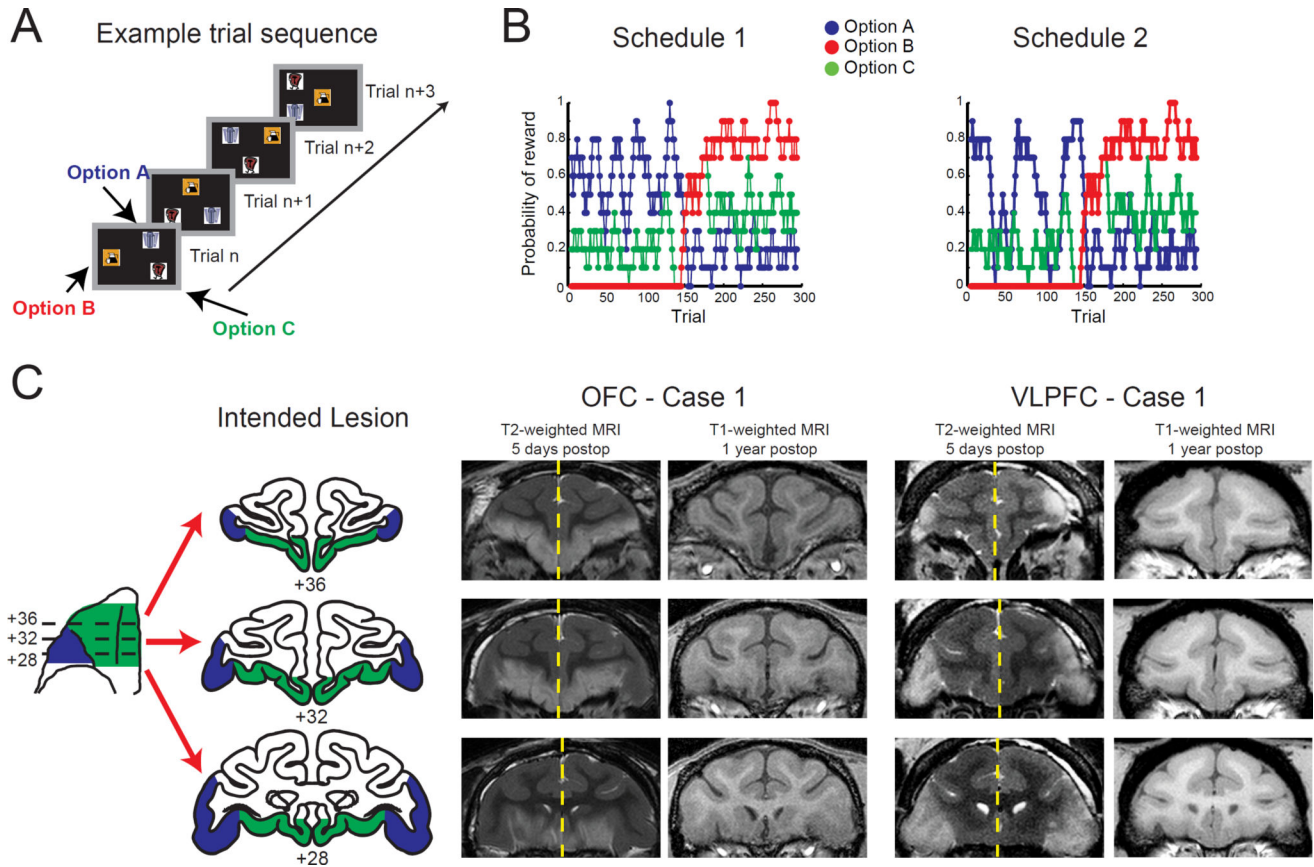 A
Example trial sequence
Trial n+3
Trial n+2
Option A
Trial n+1
Trial n
Option B
Option C
B
Schedule 1
Option A
Option B
Option C
Schedule 2
Probability of reward
1
0.8
0.6
0.4
0.2
0
0 50 100 150 200 250 300
Trial
1
0.8
0.6
0.4
0.2
0
0 50 100 150 200 250 300
Trial
C
Intended Lesion
+36
+32
+28
+36
+32
+28
OFC - Case 1
T2-weighted MRI
5 days postop
T1-weighted MRI
1 year postop
VLPFC - Case 1
T2-weighted MRI
5 days postop
T1-weighted MRI
1 year postop